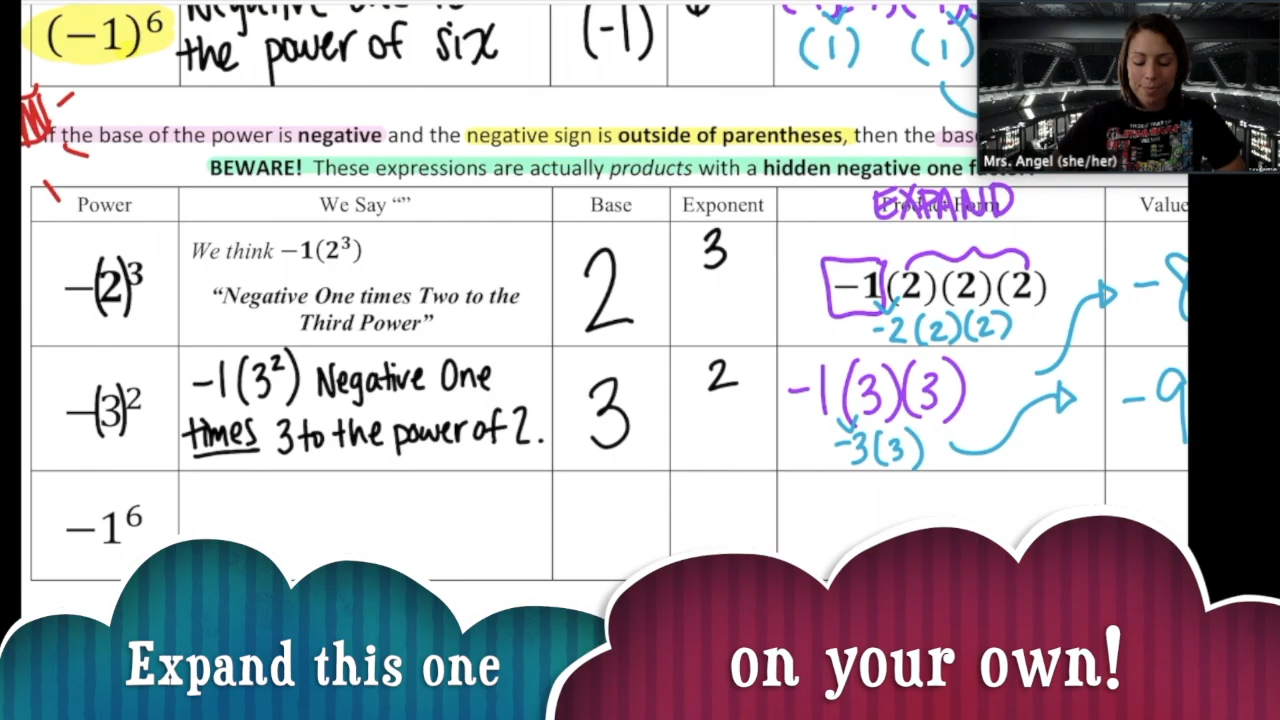 (−1)⁶ Negative One is (-1)
the power of six
(1) (1)
If the base of the power is negative and the negative sign is outside of parentheses, then the base
BEWARE! These expressions are actually products with a hidden negative one
Mrs. Angel (she/her)
EXPAND
Power We Say “” Base Exponent Product Form Value
−(2)³ We think −1(2³) 2 3 −1(2)(2)(2) -8
“Negative One times Two to the
Third Power”
-2(2)(2)
−(3)² -1(3²) Negative One 3 2 -1(3)(3) -9
times 3 to the power of 2.
-3(3)
−1⁶
Expand this one
on your own!